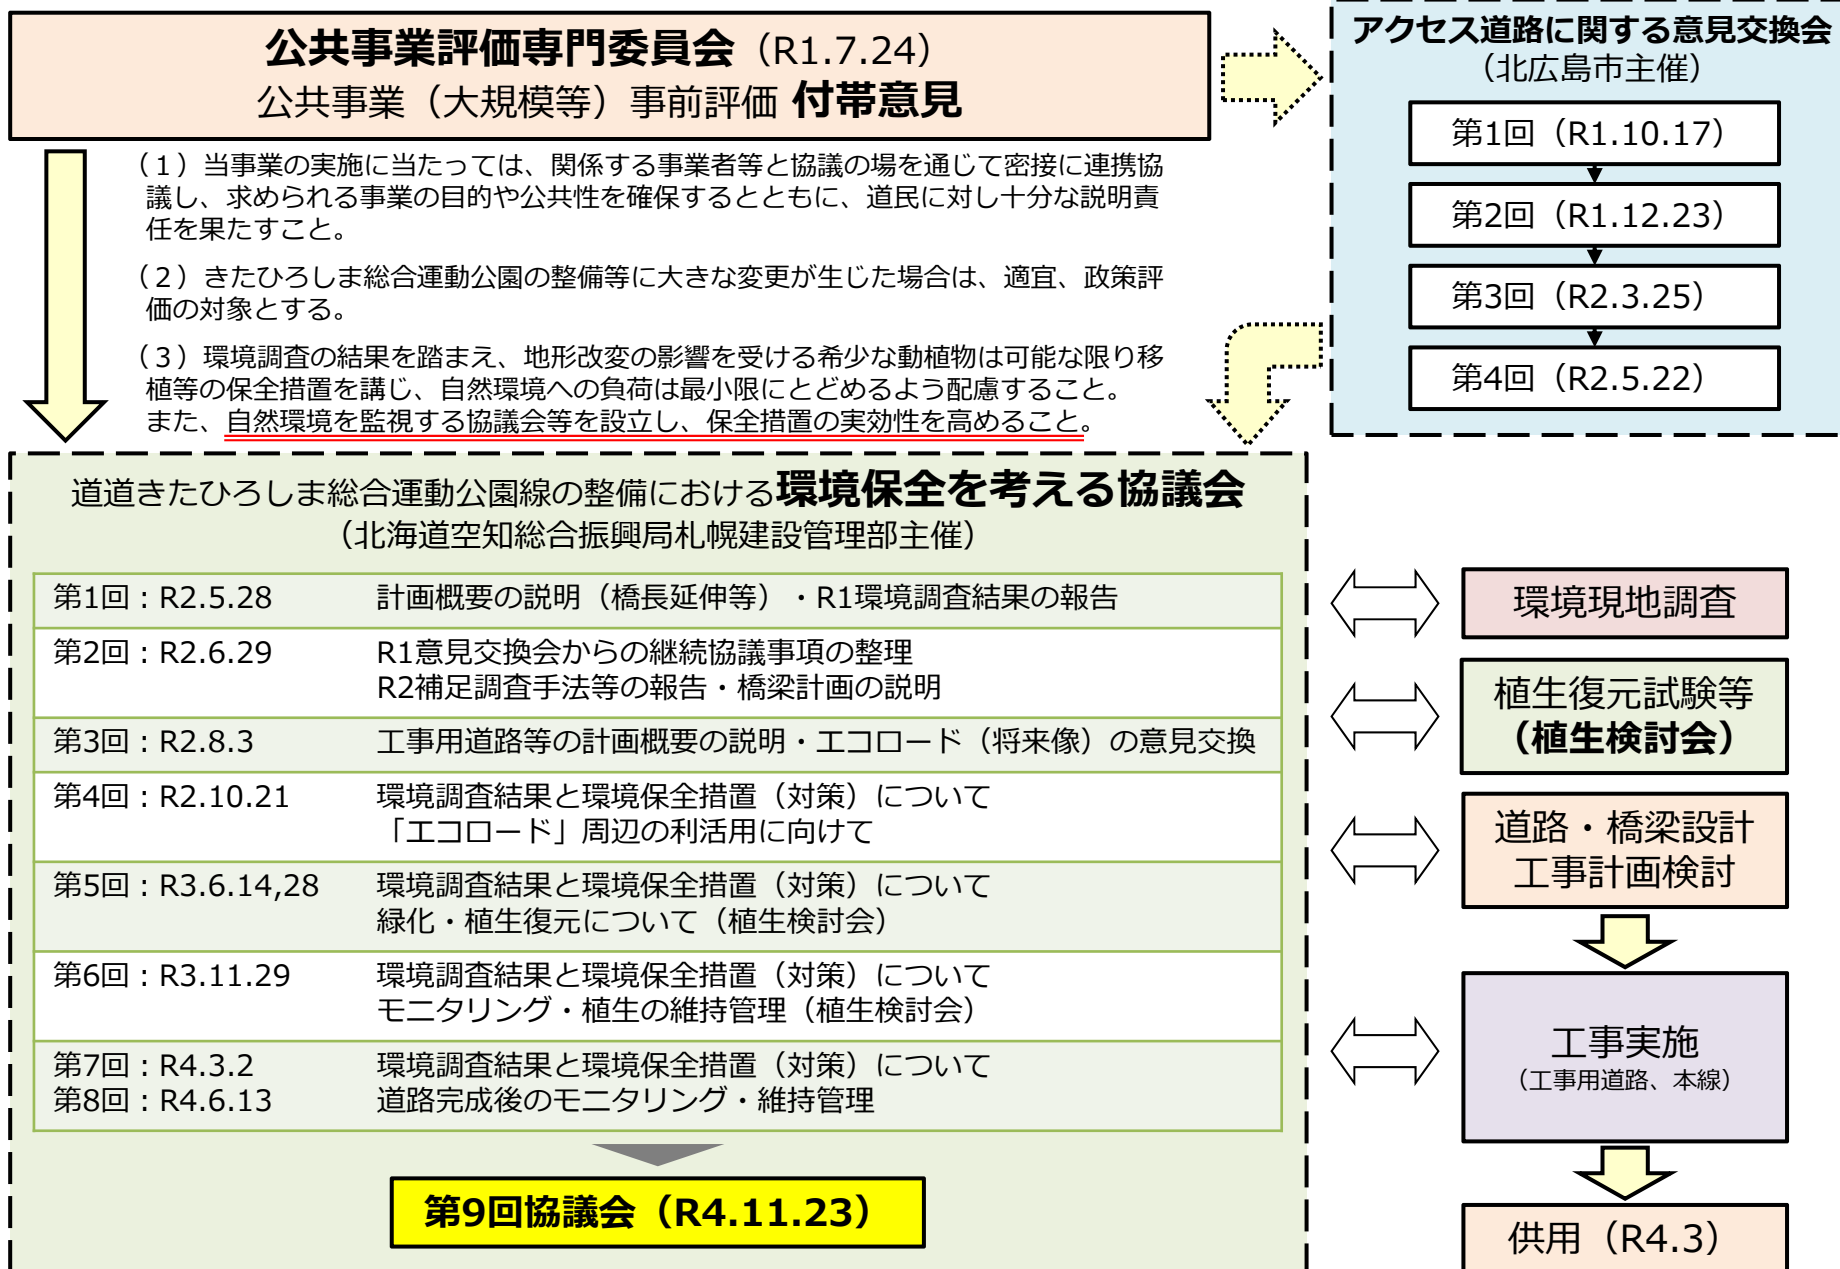 公共事業評価専門委員会（R1.7.24）
公共事業（大規模等）事前評価 付帯意見
（1）当事業の実施に当たっては、関係する事業者等と協議の場を通じて密接に連携協
議し、求められる事業の目的や公共性を確保するとともに、道民に対し十分な説明責
任を果たすこと。
（2）きたひろしま総合運動公園の整備等に大きな変更が生じた場合は、適宜、政策評
価の対象とする。
（3）環境調査の結果を踏まえ、地形改変の影響を受ける希少な動植物は可能な限り移
植等の保全措置を講じ、自然環境への負荷は最小限にとどめるよう配慮すること。
また、自然環境を監視する協議会等を設立し、保全措置の実効性を高めること。
アクセス道路に関する意見交換会
（北広島市主催）
第1回（R1.10.17）
第2回（R1.12.23）
第3回（R2.3.25）
第4回（R2.5.22）
道道きたひろしま総合運動公園線の整備における環境保全を考える協議会
（北海道空知総合振興局札幌建設管理部主催）
第1回：R2.5.28 計画概要の説明（橋長延伸等）・R1環境調査結果の報告
第2回：R2.6.29 R1意見交換会からの継続協議事項の整理
R2補足調査手法等の報告・橋梁計画の説明
第3回：R2.8.3 工事用道路等の計画概要の説明・エコロード（将来像）の意見交換
第4回：R2.10.21 環境調査結果と環境保全措置（対策）について
「エコロード」周辺の利活用に向けて
第5回：R3.6.14,28 環境調査結果と環境保全措置（対策）について
緑化・植生復元について（植生検討会）
第6回：R3.11.29 環境調査結果と環境保全措置（対策）について
モニタリング・植生の維持管理（植生検討会）
第7回：R4.3.2 環境調査結果と環境保全措置（対策）について
第8回：R4.6.13 道路完成後のモニタリング・維持管理
第9回協議会（R4.11.23）
環境現地調査
植生復元試験等
（植生検討会）
道路・橋梁設計
工事計画検討
工事実施
（工事用道路、本線）
供用（R4.3）